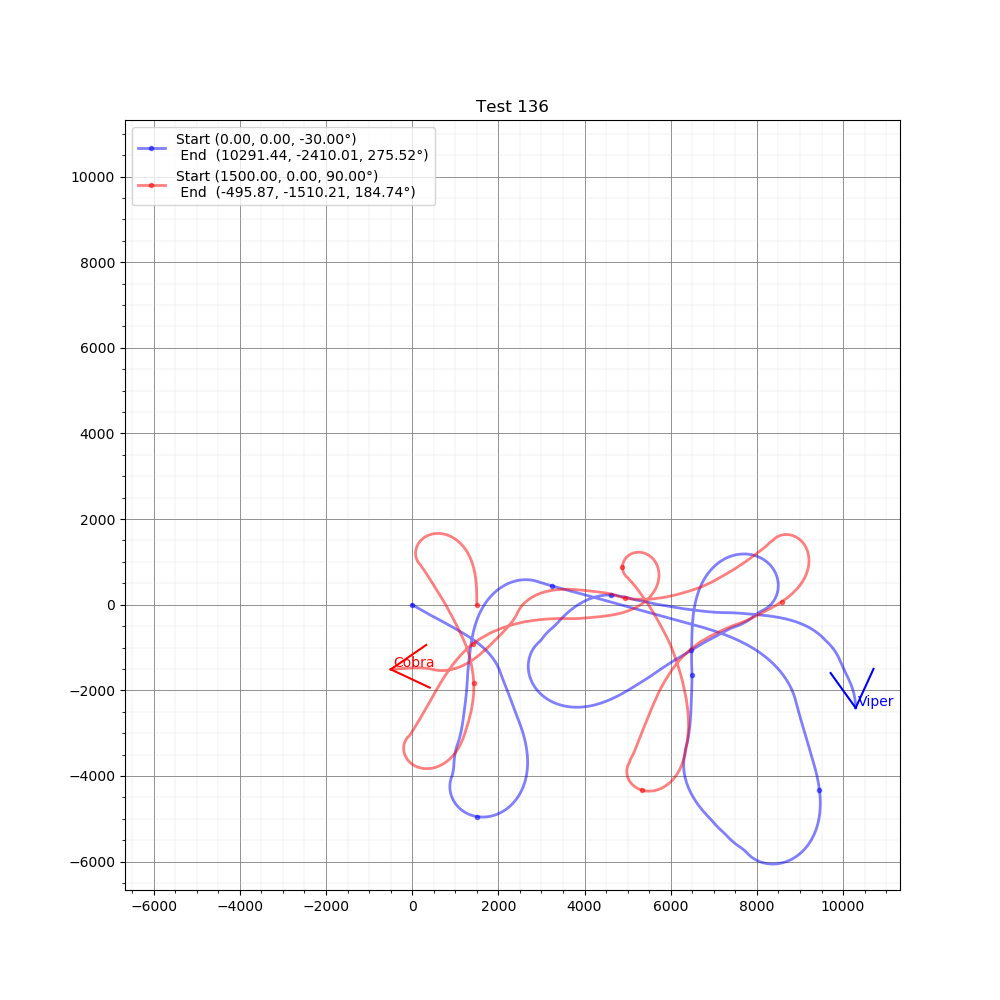 Test 136
Start (0.00, 0.00, -30.00°)
End  (10291.44, -2410.01, 275.52°)
Start (1500.00, 0.00, 90.00°)
End  (-495.87, -1510.21, 184.74°)
10000
8000
6000
4000
2000
0
−2000
−4000
−6000
Cobra
Viper
−6000 −4000 −2000 0 2000 4000 6000 8000 10000